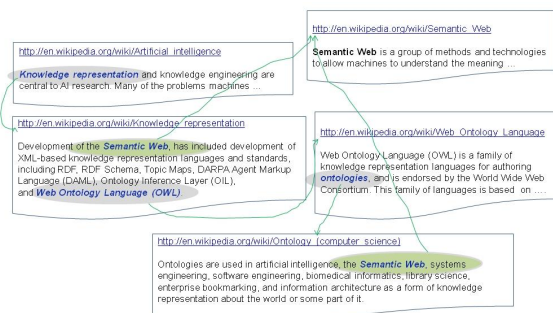 http://en.wikipedia.org/wiki/Semantic_Web
Semantic Web is a group of methods and technologies
to allow machines to understand the meaning …
http://en.wikipedia.org/wiki/Artificial_intelligence
Knowledge representation and knowledge engineering are
central to AI research. Many of the problems machines …
http://en.wikipedia.org/wiki/Knowledge_representation
Development of the Semantic Web, has included development of
XML-based knowledge representation languages and standards,
including RDF, RDF Schema, Topic Maps, DARPA Agent Markup
Language (DAML), Ontology Inference Layer (OIL),
and Web Ontology Language (OWL).
http://en.wikipedia.org/wiki/Web_Ontology_Language
Web Ontology Language (OWL) is a family of
knowledge representation languages for authoring
ontologies, and is endorsed by the World Wide Web
Consortium. This family of languages is based on …..
http://en.wikipedia.org/wiki/Ontology_(computer_science)
Ontologies are used in artificial intelligence, the Semantic Web, systems
engineering, software engineering, biomedical informatics, library science,
enterprise bookmarking, and information architecture as a form of knowledge
representation about the world or some part of it.